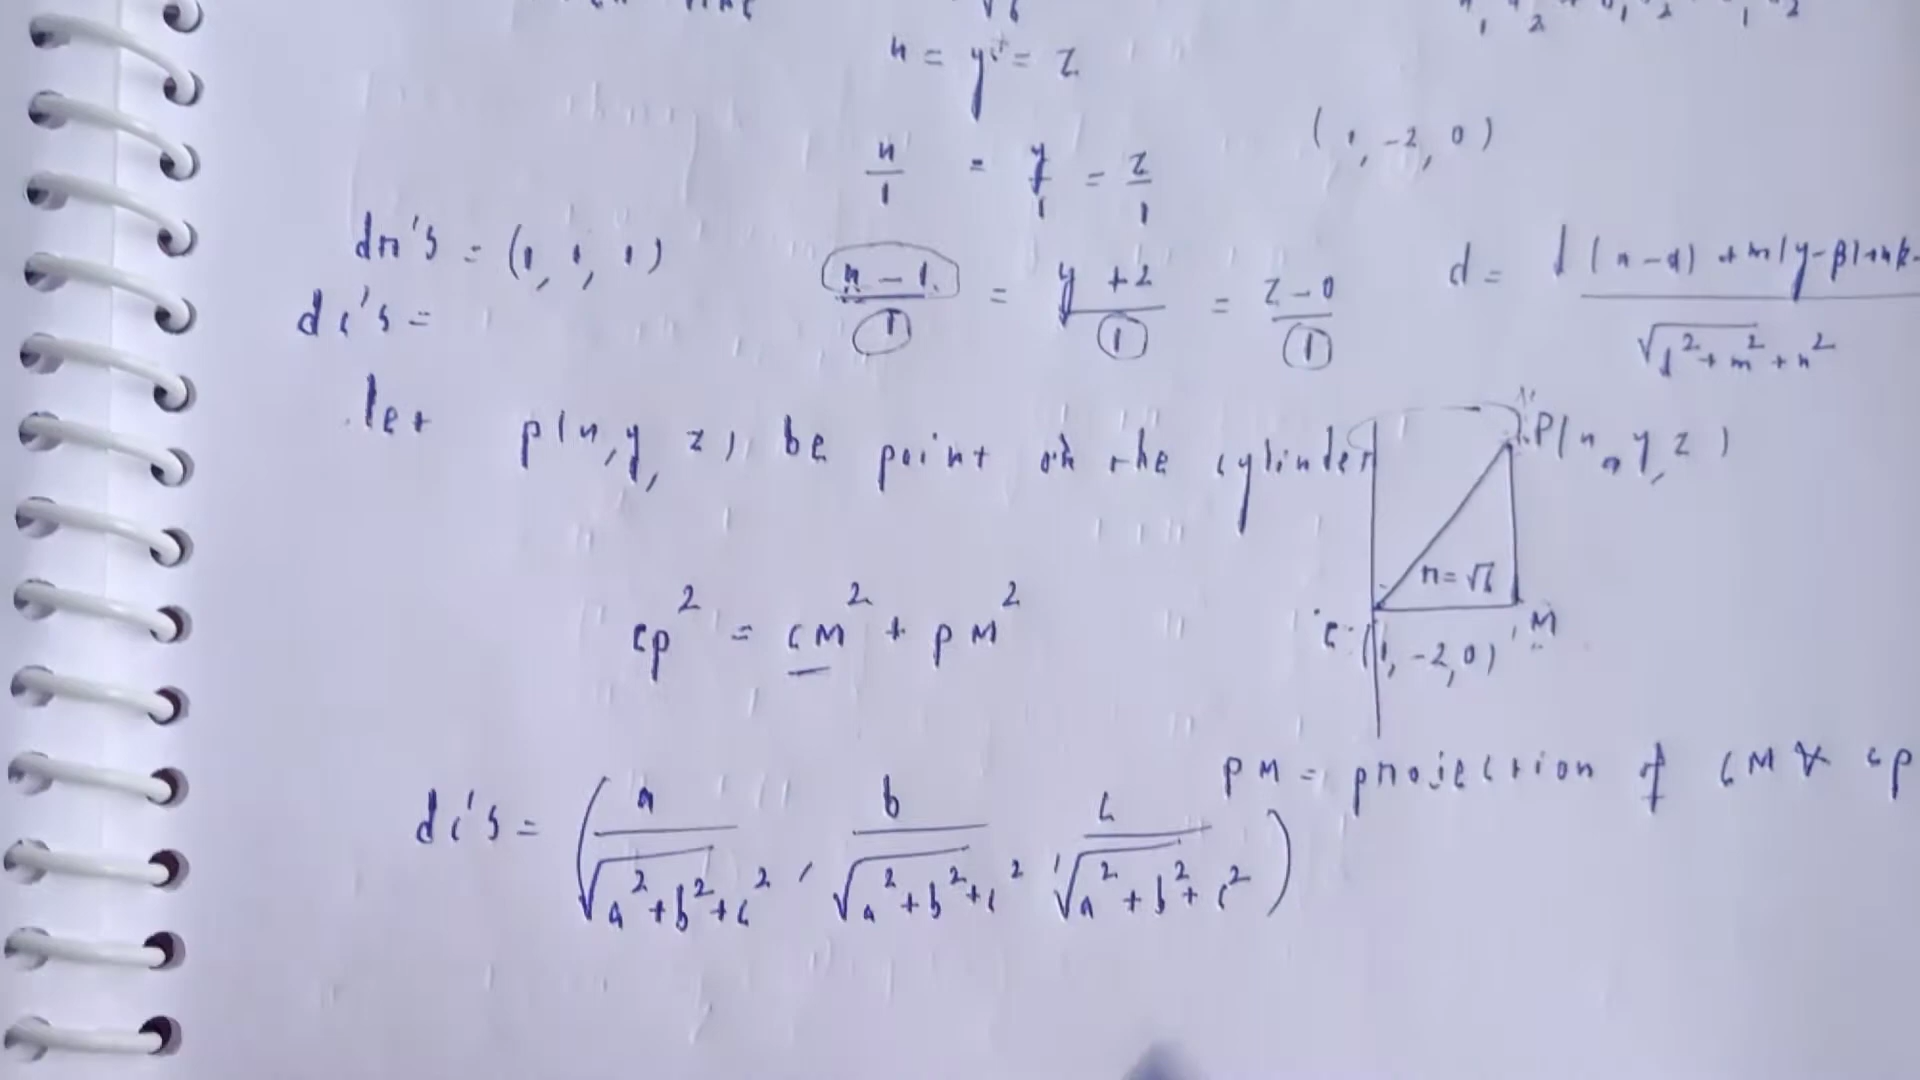 x = y = z
(1, -2, 0)
x/1 = y/1 = z/1
dr's = (1, 1, 1)
x - 1/1 = y + 2/1 = z - 0/1
d = l(x - α) + m(y - β) + n(z - / √l² + m² + n²
dc's =
let p(x, y, z) be point on the cylinder
P(x, y, z)
r = √6
cp² = cM² + pM²
c (1, -2, 0) M
pM = projection of cM & cp
dc's = (a/√a² + b² + c², b/√a² + b² + c², c/√a² + b² + c²)